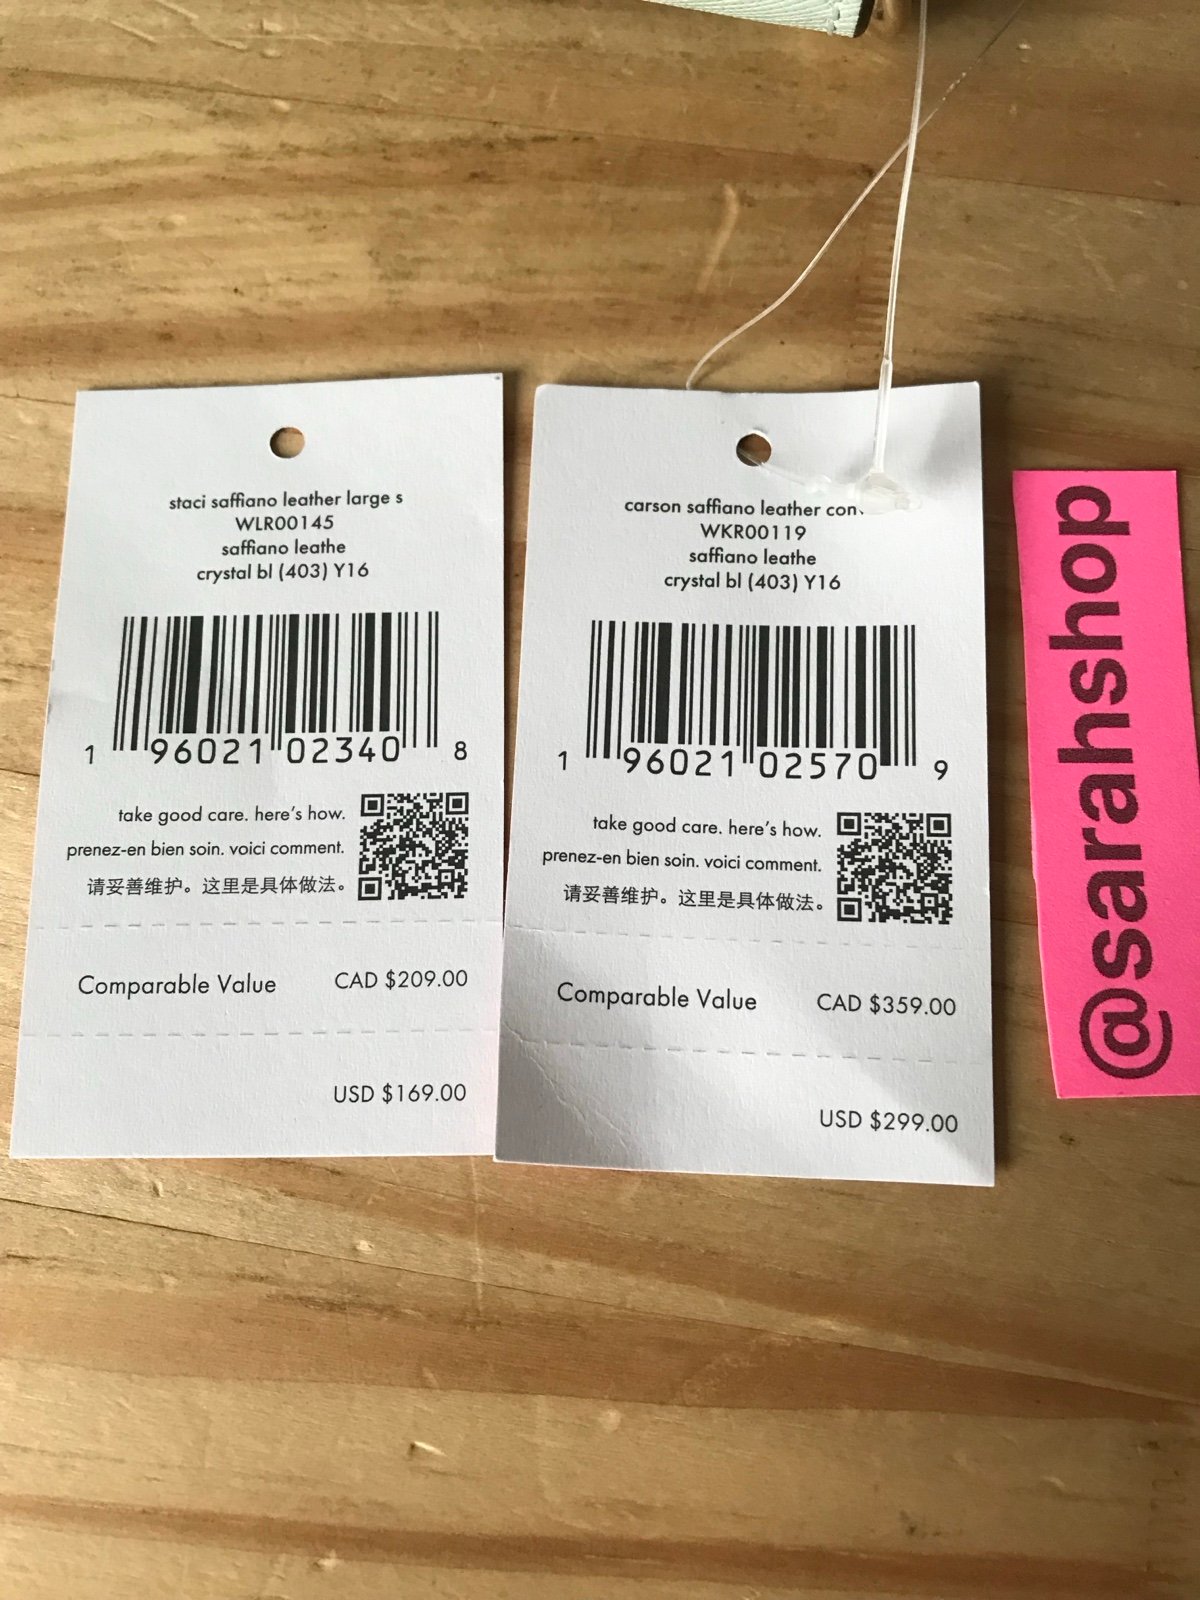 staci saffiano leather large s
WLR00145
saffiano leathe
crystal bl (403) Y16
1 96021 02340 8
take good care. here's how.
prenez-en bien soin. voici comment.
请妥善维护。这里是具体做法。
Comparable Value CAD $209.00
USD $169.00
carson saffiano leather
WKR00119
saffiano leathe
crystal bl (403) Y16
1 96021 02570 9
take good care. here's how.
prenez-en bien soin. voici comment.
请妥善维护。这里是具体做法。
Comparable Value CAD $359.00
USD $299.00
@sarahshop